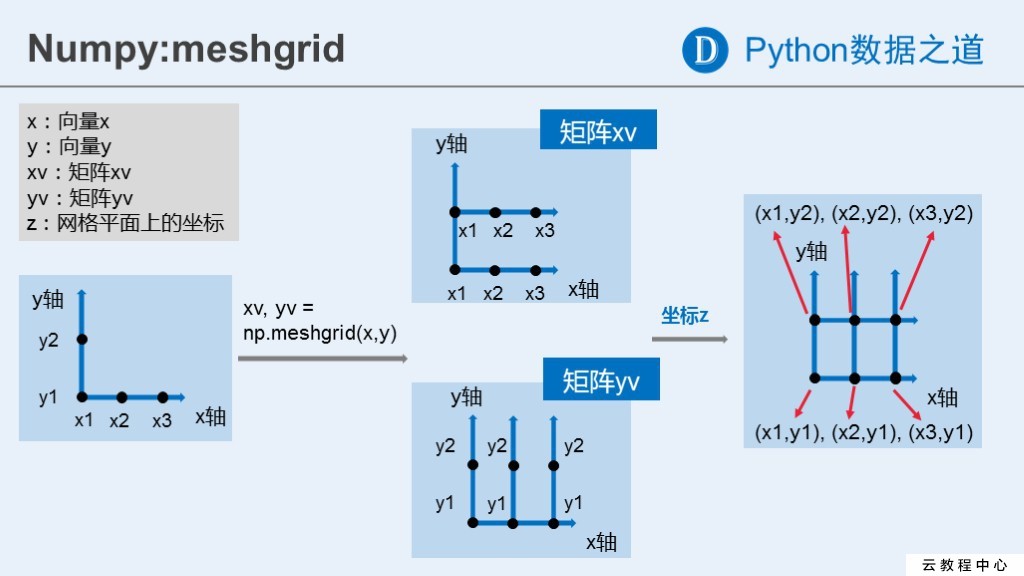 Numpy:meshgrid
D Python数据之道
x：向量x
y：向量y
xv：矩阵xv
yv：矩阵yv
z：网格平面上的坐标
y轴
y2
y1
x1 x2 x3 x轴
xv, yv =
np.meshgrid(x,y)
矩阵xv
y轴
x1 x2 x3
x1 x2 x3 x轴
矩阵yv
y轴
y2 y2 y2
y1 y1 y1
x轴
坐标z
(x1,y2), (x2,y2), (x3,y2)
y轴
x轴
(x1,y1), (x2,y1), (x3,y1)
云教程中心